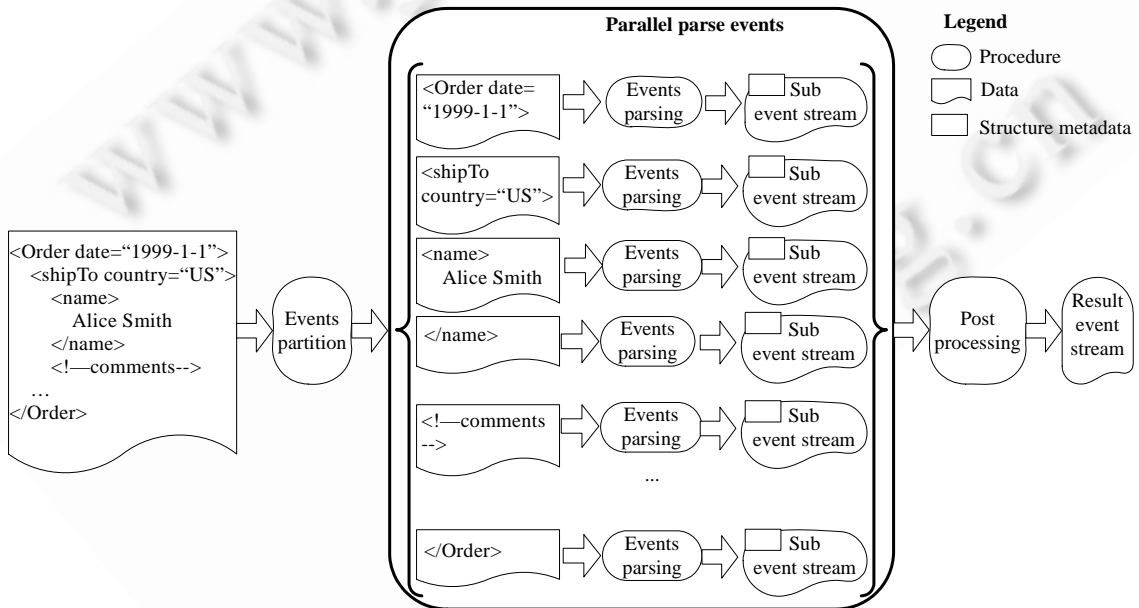 Parallel parse events
Legend
Procedure
Data
Structure metadata
<Order date=“1999-1-1”>
<shipTo country=“US”>
<name>
Alice Smith
</name>
<!—comments-->
…
</Order>
Events
partition
<Order date=
“1999-1-1”>
Events
parsing
Sub
event stream
<shipTo
country=“US”>
Events
parsing
Sub
event stream
<name>
Alice Smith
Events
parsing
Sub
event stream
</name>
Events
parsing
Sub
event stream
<!—comments
-->
Events
parsing
Sub
event stream
...
</Order>
Events
parsing
Sub
event stream
Post
processing
Result
event
stream